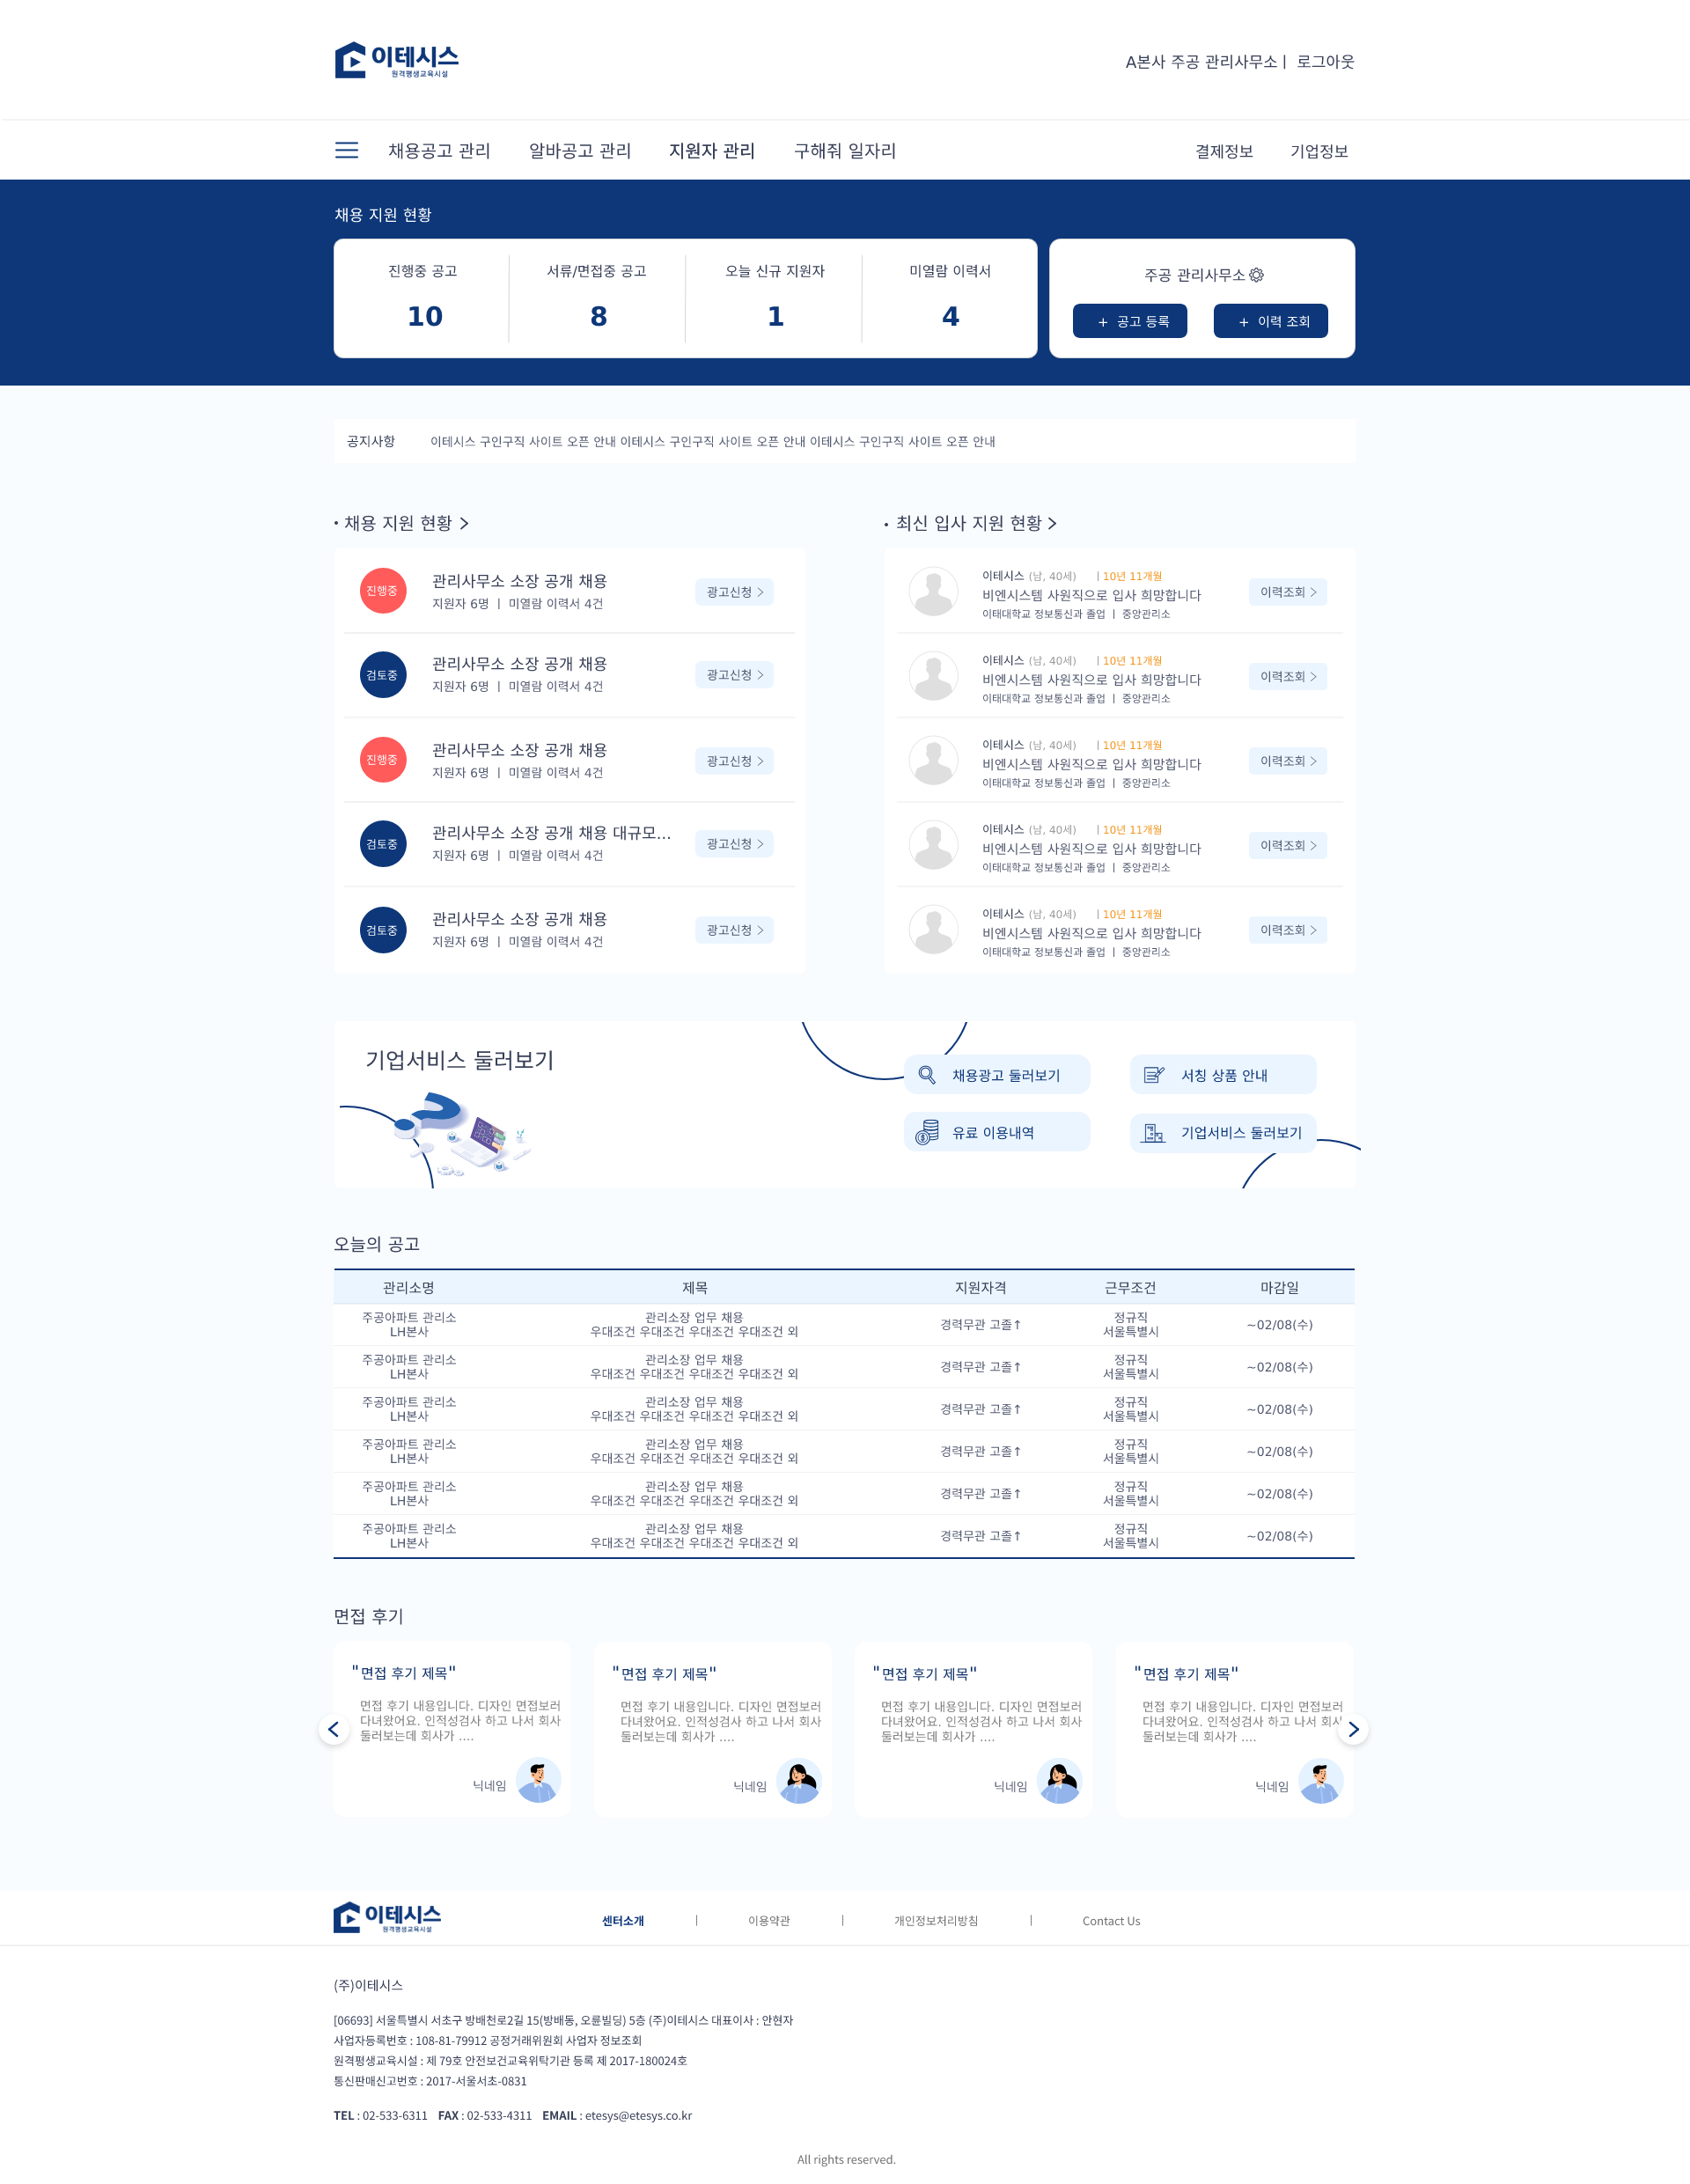 이테시스
원격평생교육시설
A본사 주공 관리사무소 | 로그아웃
채용공고 관리 알바공고 관리 지원자 관리 구해줘 일자리 결제정보 기업정보
채용 지원 현황
진행중 공고 서류/면접중 공고 오늘 신규 지원자 미열람 이력서
10 8 1 4
주공 관리사무소
+ 공고 등록 + 이력 조회
공지사항 이테시스 구인구직 사이트 오픈 안내 이테시스 구인구직 사이트 오픈 안내 이테시스 구인구직 사이트 오픈 안내
· 채용 지원 현황 >
진행중
관리사무소 소장 공개 채용
지원자 6명 | 미열람 이력서 4건
광고신청 >
검토중
관리사무소 소장 공개 채용
지원자 6명 | 미열람 이력서 4건
광고신청 >
진행중
관리사무소 소장 공개 채용
지원자 6명 | 미열람 이력서 4건
광고신청 >
검토중
관리사무소 소장 공개 채용 대규모...
지원자 6명 | 미열람 이력서 4건
광고신청 >
검토중
관리사무소 소장 공개 채용
지원자 6명 | 미열람 이력서 4건
광고신청 >
· 최신 입사 지원 현황 >
이테시스 (남, 40세) | 10년 11개월
비엔시스템 사원직으로 입사 희망합니다
이태대학교 정보통신과 졸업 | 중앙관리소
이력조회 >
이테시스 (남, 40세) | 10년 11개월
비엔시스템 사원직으로 입사 희망합니다
이태대학교 정보통신과 졸업 | 중앙관리소
이력조회 >
이테시스 (남, 40세) | 10년 11개월
비엔시스템 사원직으로 입사 희망합니다
이태대학교 정보통신과 졸업 | 중앙관리소
이력조회 >
이테시스 (남, 40세) | 10년 11개월
비엔시스템 사원직으로 입사 희망합니다
이태대학교 정보통신과 졸업 | 중앙관리소
이력조회 >
이테시스 (남, 40세) | 10년 11개월
비엔시스템 사원직으로 입사 희망합니다
이태대학교 정보통신과 졸업 | 중앙관리소
이력조회 >
기업서비스 둘러보기
채용광고 둘러보기 서칭 상품 안내
유료 이용내역 기업서비스 둘러보기
오늘의 공고
관리소명 제목 지원자격 근무조건 마감일
주공아파트 관리소 관리소장 업무 채용 정규직
LH본사 우대조건 우대조건 우대조건 우대조건 외 경력무관 고졸↑ 서울특별시 ~02/08(수)
주공아파트 관리소 관리소장 업무 채용 정규직
LH본사 우대조건 우대조건 우대조건 우대조건 외 경력무관 고졸↑ 서울특별시 ~02/08(수)
주공아파트 관리소 관리소장 업무 채용 정규직
LH본사 우대조건 우대조건 우대조건 우대조건 외 경력무관 고졸↑ 서울특별시 ~02/08(수)
주공아파트 관리소 관리소장 업무 채용 정규직
LH본사 우대조건 우대조건 우대조건 우대조건 외 경력무관 고졸↑ 서울특별시 ~02/08(수)
주공아파트 관리소 관리소장 업무 채용 정규직
LH본사 우대조건 우대조건 우대조건 우대조건 외 경력무관 고졸↑ 서울특별시 ~02/08(수)
주공아파트 관리소 관리소장 업무 채용 정규직
LH본사 우대조건 우대조건 우대조건 우대조건 외 경력무관 고졸↑ 서울특별시 ~02/08(수)
면접 후기
"면접 후기 제목"
면접 후기 내용입니다. 디자인 면접보러
다녀왔어요. 인적성검사 하고 나서 회사
둘러보는데 회사가 ....
닉네임
"면접 후기 제목"
면접 후기 내용입니다. 디자인 면접보러
다녀왔어요. 인적성검사 하고 나서 회사
둘러보는데 회사가 ....
닉네임
"면접 후기 제목"
면접 후기 내용입니다. 디자인 면접보러
다녀왔어요. 인적성검사 하고 나서 회사
둘러보는데 회사가 ....
닉네임
"면접 후기 제목"
면접 후기 내용입니다. 디자인 면접보러
다녀왔어요. 인적성검사 하고 나서 회사
둘러보는데 회사가 ....
닉네임
이테시스
원격평생교육시설
센터소개 | 이용약관 | 개인정보처리방침 | Contact Us
(주)이테시스
[06693] 서울특별시 서초구 방배천로2길 15(방배동, 오륜빌딩) 5층 (주)이테시스 대표이사 : 안현자
사업자등록번호 : 108-81-79912 공정거래위원회 사업자 정보조회
원격평생교육시설 : 제 79호 안전보건교육위탁기관 등록 제 2017-180024호
통신판매신고번호 : 2017-서울서초-0831
TEL : 02-533-6311 FAX : 02-533-4311 EMAIL : etesys@etesys.co.kr
All rights reserved.